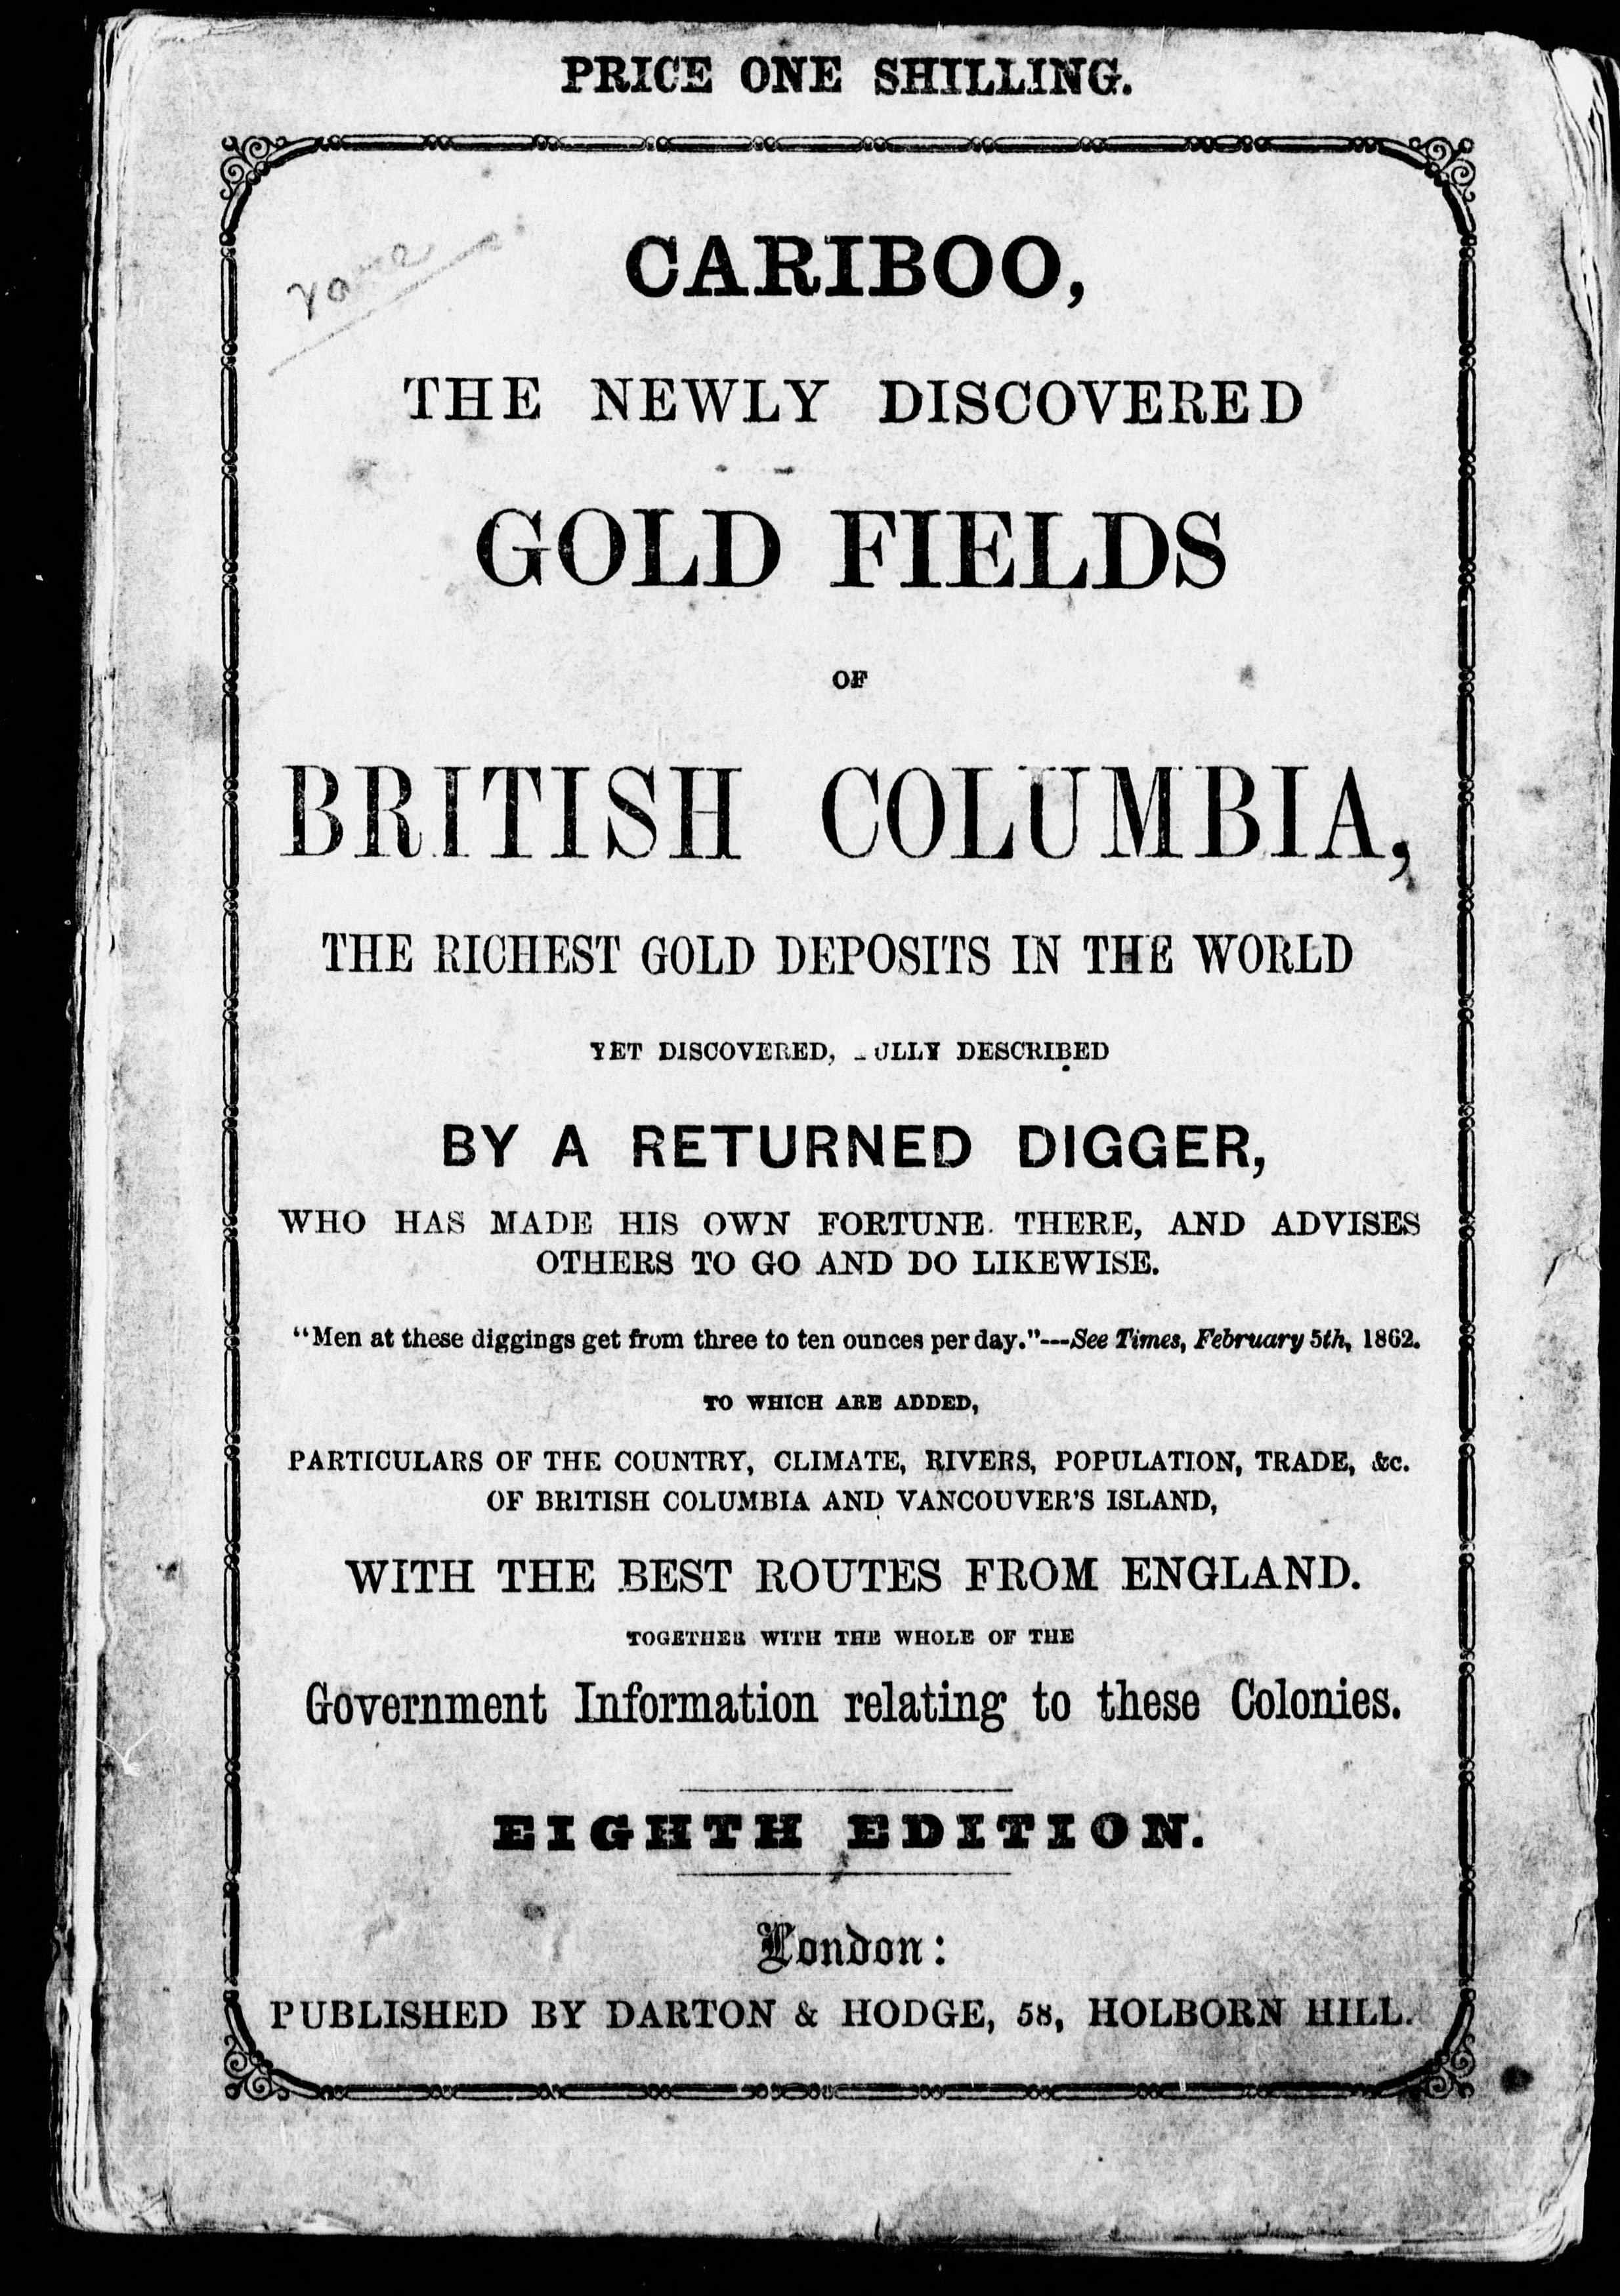 PRICE ONE SHILLING.
CARIBOO,
THE NEWLY DISCOVERED
GOLD FIELDS
OF
BRITISH COLUMBIA,
THE RICHEST GOLD DEPOSITS IN THE WORLD
YET DISCOVERED, FULLY DESCRIBED
BY A RETURNED DIGGER,
WHO HAS MADE HIS OWN FORTUNE THERE, AND ADVISES
OTHERS TO GO AND DO LIKEWISE.
"Men at these diggings get from three to ten ounces per day."—See Times, February 5th, 1862.
TO WHICH ARE ADDED,
PARTICULARS OF THE COUNTRY, CLIMATE, RIVERS, POPULATION, TRADE, &c.
OF BRITISH COLUMBIA AND VANCOUVER'S ISLAND,
WITH THE BEST ROUTES FROM ENGLAND.
TOGETHER WITH THE WHOLE OF THE
Government Information relating to these Colonies.
EIGHTH EDITION.
London:
PUBLISHED BY DARTON & HODGE, 58, HOLBORN HILL.